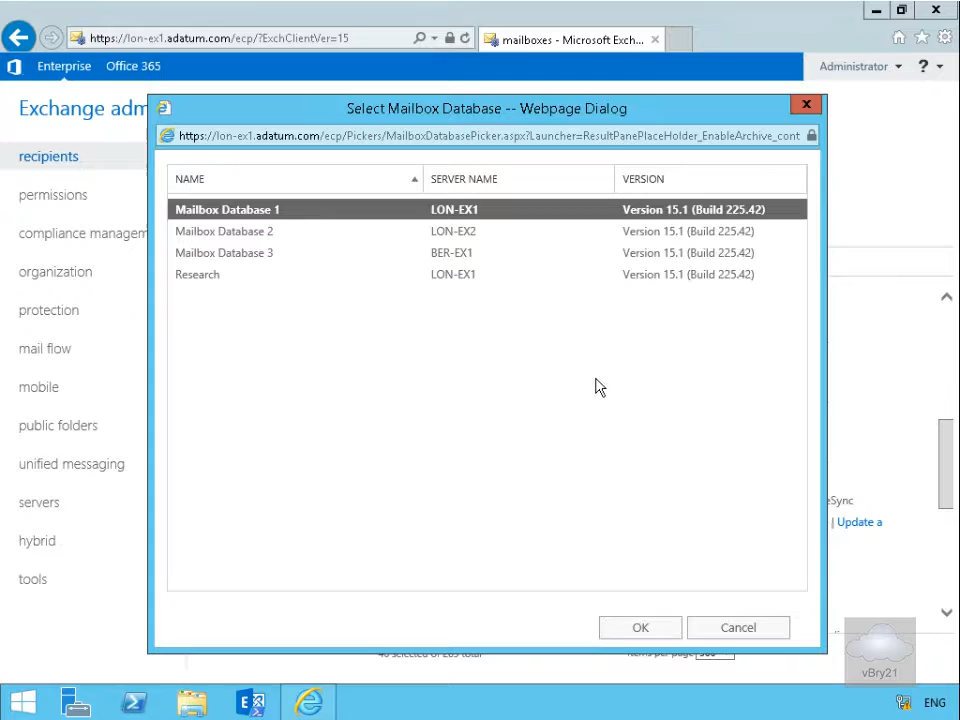 https://lon-ex1.adatum.com/ecp/?ExchClientVer=15
mailboxes - Microsoft Exch...
Enterprise
Office 365
Administrator
?
Exchange adm
Select Mailbox Database -- Webpage Dialog
X
https://lon-ex1.adatum.com/ecp/Pickers/MailboxDatabasePicker.aspx?Launcher=ResultPanePlaceHolder_EnableArchive_cont
recipients
permissions
compliance managem
organization
protection
mail flow
mobile
public folders
unified messaging
servers
hybrid
tools
NAME SERVER NAME VERSION
Mailbox Database 1 LON-EX1 Version 15.1 (Build 225.42)
Mailbox Database 2 LON-EX2 Version 15.1 (Build 225.42)
Mailbox Database 3 BER-EX1 Version 15.1 (Build 225.42)
Research LON-EX1 Version 15.1 (Build 225.42)
eSync
| Update a
OK
Cancel
vBry21
ENG